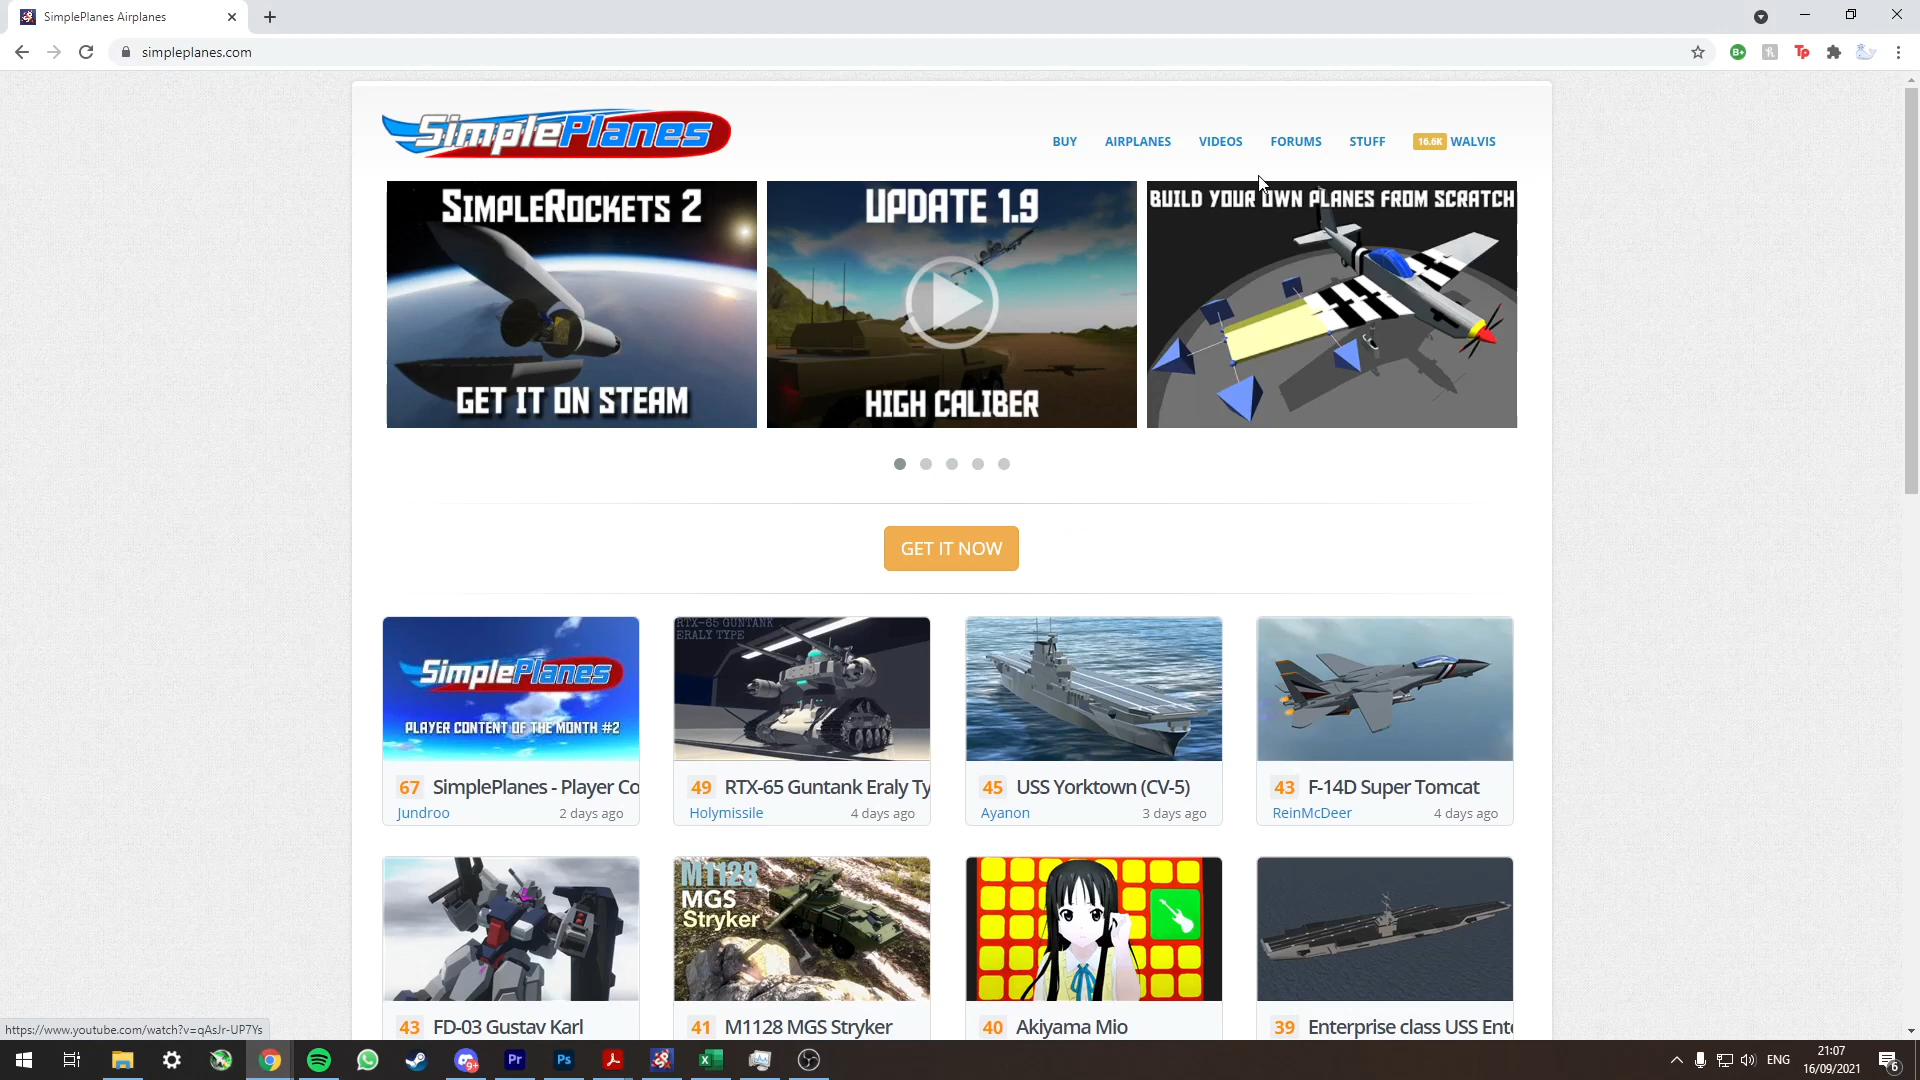 SimplePlanes Airplanes
simpleplanes.com
SimplePlanes
BUY
AIRPLANES
VIDEOS
FORUMS
STUFF
16.6K WALVIS
SIMPLEROCKETS 2
GET IT ON STEAM
UPDATE 1.9
HIGH CALIBER
BUILD YOUR OWN PLANES FROM SCRATCH
GET IT NOW
SimplePlanes
PLAYER CONTENT OF THE MONTH #2
RTX-65 GUNTANK
ERALY TYPE
67 SimplePlanes - Player Co
Jundroo 2 days ago
49 RTX-65 Guntank Eraly Ty
Holymissile 4 days ago
45 USS Yorktown (CV-5)
Ayanon 3 days ago
43 F-14D Super Tomcat
ReinMcDeer 4 days ago
M1128
MGS
Stryker
43 FD-03 Gustav Karl
41 M1128 MGS Stryker
40 Akiyama Mio
39 Enterprise class USS Ente
https://www.youtube.com/watch?v=qAsJr-UP7Ys
9+
Pr
Ps
ENG
21:07
16/09/2021
6